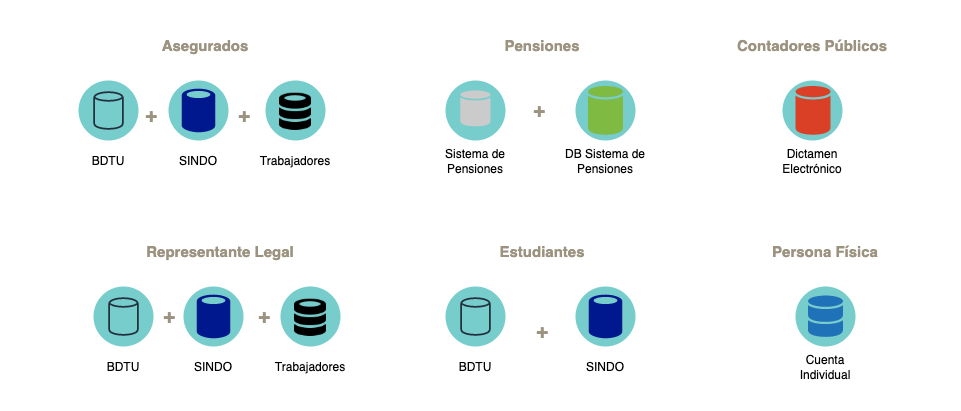 Asegurados
Pensiones
Contadores Públicos
+
+
+
BDTU
SINDO
Trabajadores
Sistema de
Pensiones
DB Sistema de
Pensiones
Dictamen
Electrónico
Representante Legal
Estudiantes
Persona Física
+
+
+
BDTU
SINDO
Trabajadores
BDTU
SINDO
Cuenta
Individual